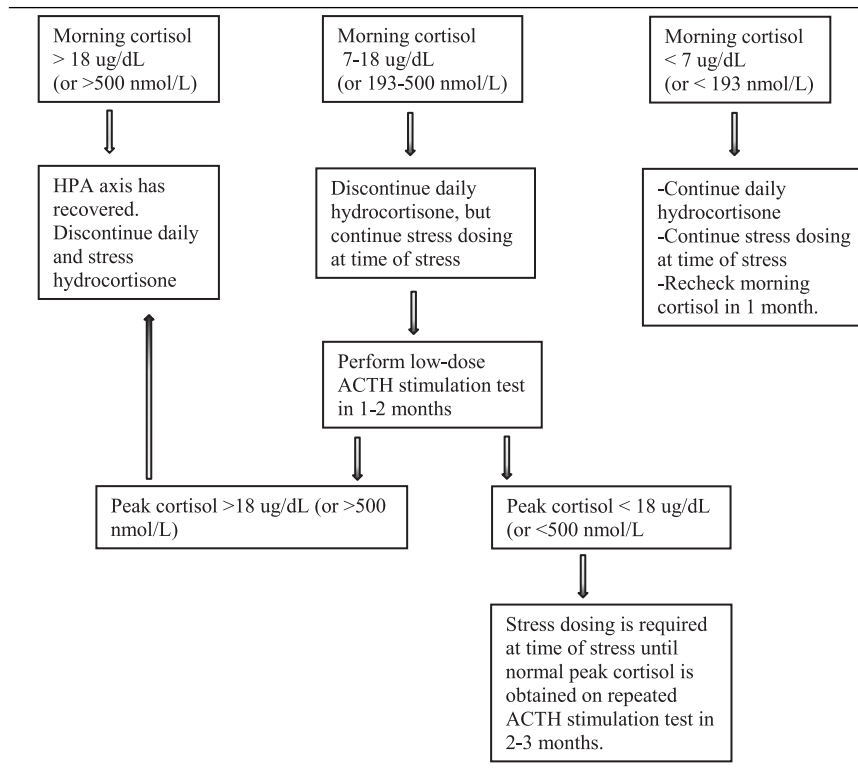 Morning cortisol
> 18 ug/dL
(or >500 nmol/L)
Morning cortisol
7-18 ug/dL
(or 193-500 nmol/L)
Morning cortisol
< 7 ug/dL
(or < 193 nmol/L)
HPA axis has
recovered.
Discontinue daily
and stress
hydrocortisone
Discontinue daily
hydrocortisone, but
continue stress dosing
at time of stress
-Continue daily
hydrocortisone
-Continue stress dosing
at time of stress
-Recheck morning
cortisol in 1 month.
Perform low-dose
ACTH stimulation test
in 1-2 months
Peak cortisol >18 ug/dL (or >500
nmol/L)
Peak cortisol < 18 ug/dL
(or <500 nmol/L
Stress dosing is required
at time of stress until
normal peak cortisol is
obtained on repeated
ACTH stimulation test in
2-3 months.